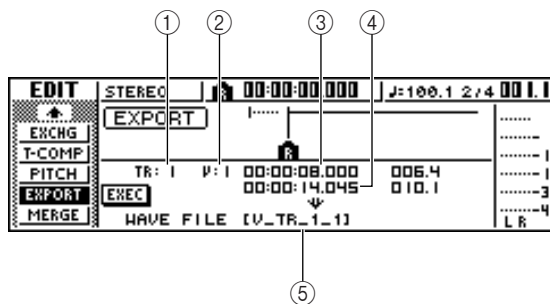 ① ② ③ ④
EDIT STEREO 00:00:00.000 ♩=100.1 2/4 001.1
EXPORT
EXCHG
T-COMP
PITCH
EXPORT
MERGE
R
TR: 1 V:1 00:00:08.000 006.4
EXEC 00:00:14.045 010.1
WAVE FILE [V_TR_1_1]
L R
⑤